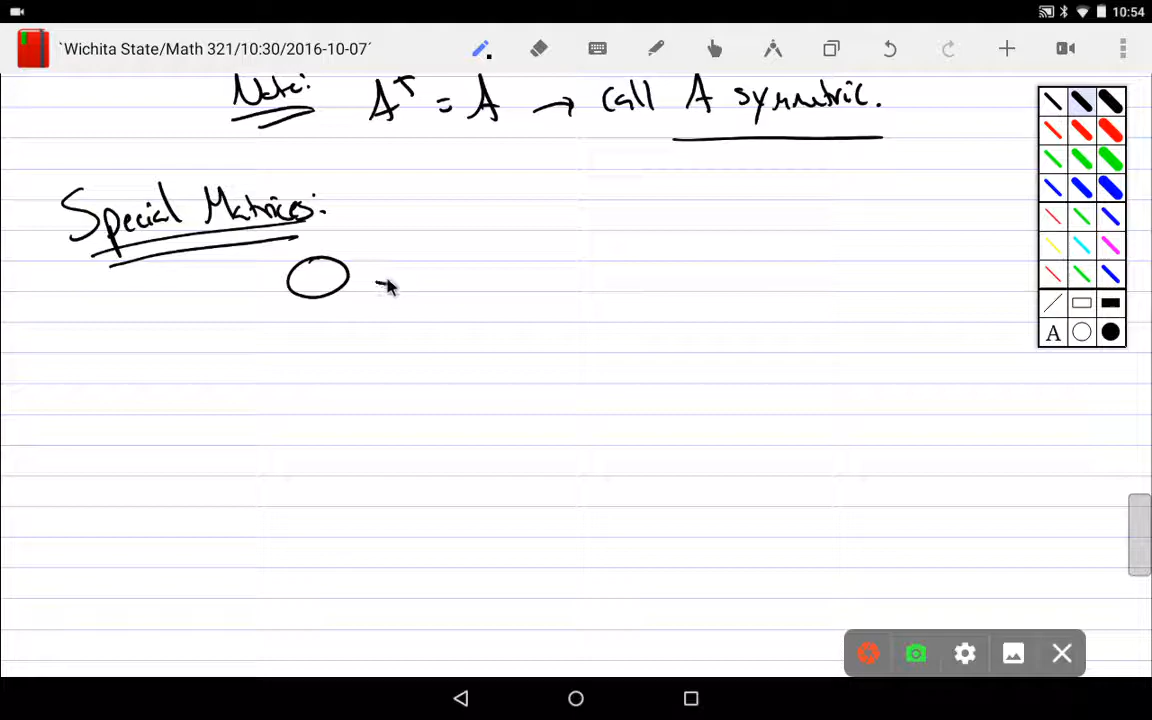 10:54
`Wichita State/Math 321/10:30/2016-10-07´
Note: Aᵀ = A → call A symmetric.
Special Matrices:
O -
A